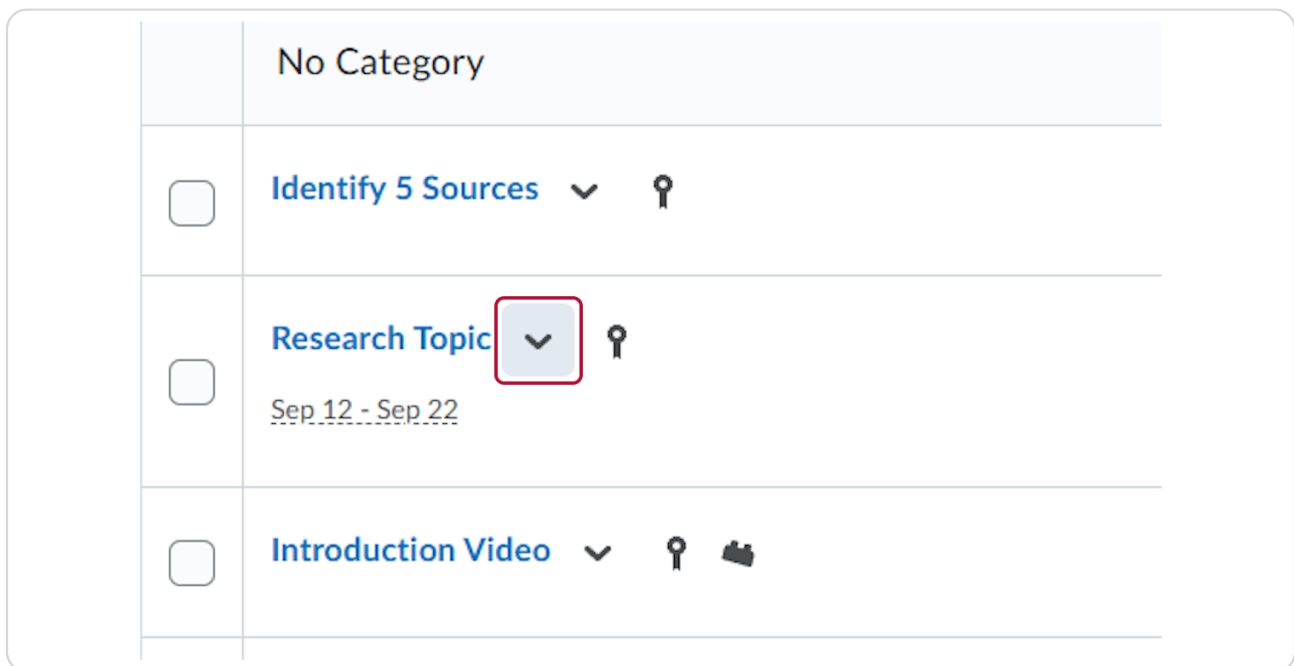 No Category
Identify 5 Sources
Research Topic
Sep 12 - Sep 22
Introduction Video